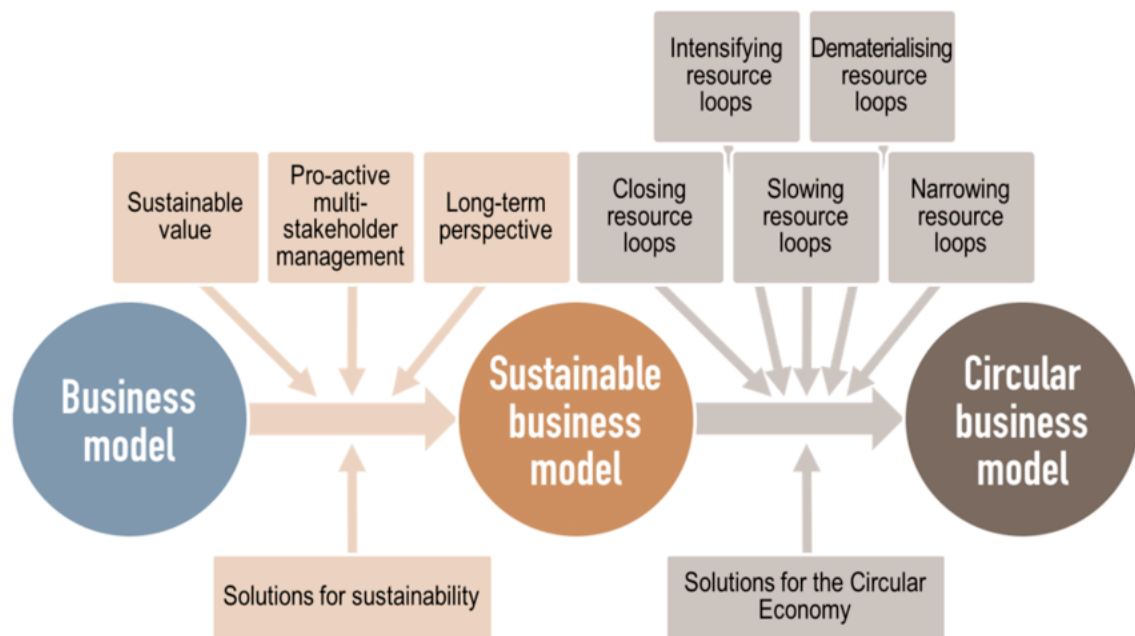 Intensifying
resource
loops
Dematerialising
resource
loops
Sustainable
value
Pro-active
multi-
stakeholder
management
Long-term
perspective
Closing
resource
loops
Slowing
resource
loops
Narrowing
resource
loops
Business
model
Sustainable
business
model
Circular
business
model
Solutions for sustainability
Solutions for the Circular
Economy